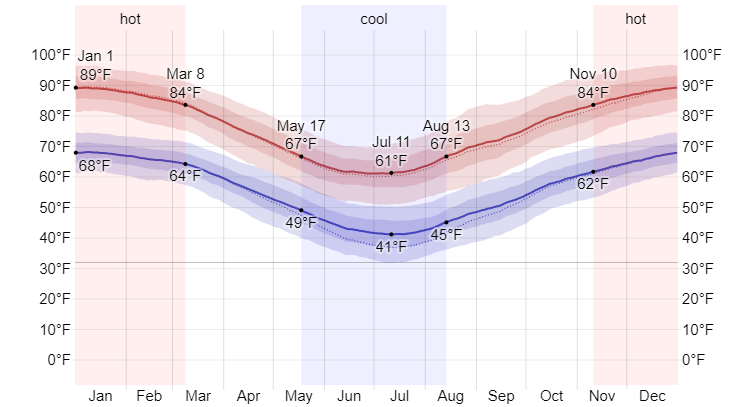 hot cool hot
100°F 100°F
Jan 1
89°F
Mar 8
84°F
Nov 10
84°F
90°F 90°F
80°F 80°F
May 17
67°F
Jul 11
61°F
Aug 13
67°F
70°F 70°F
68°F
64°F
62°F
60°F 60°F
50°F 50°F
49°F
41°F
45°F
40°F 40°F
30°F 30°F
20°F 20°F
10°F 10°F
0°F 0°F
Jan Feb Mar Apr May Jun Jul Aug Sep Oct Nov Dec